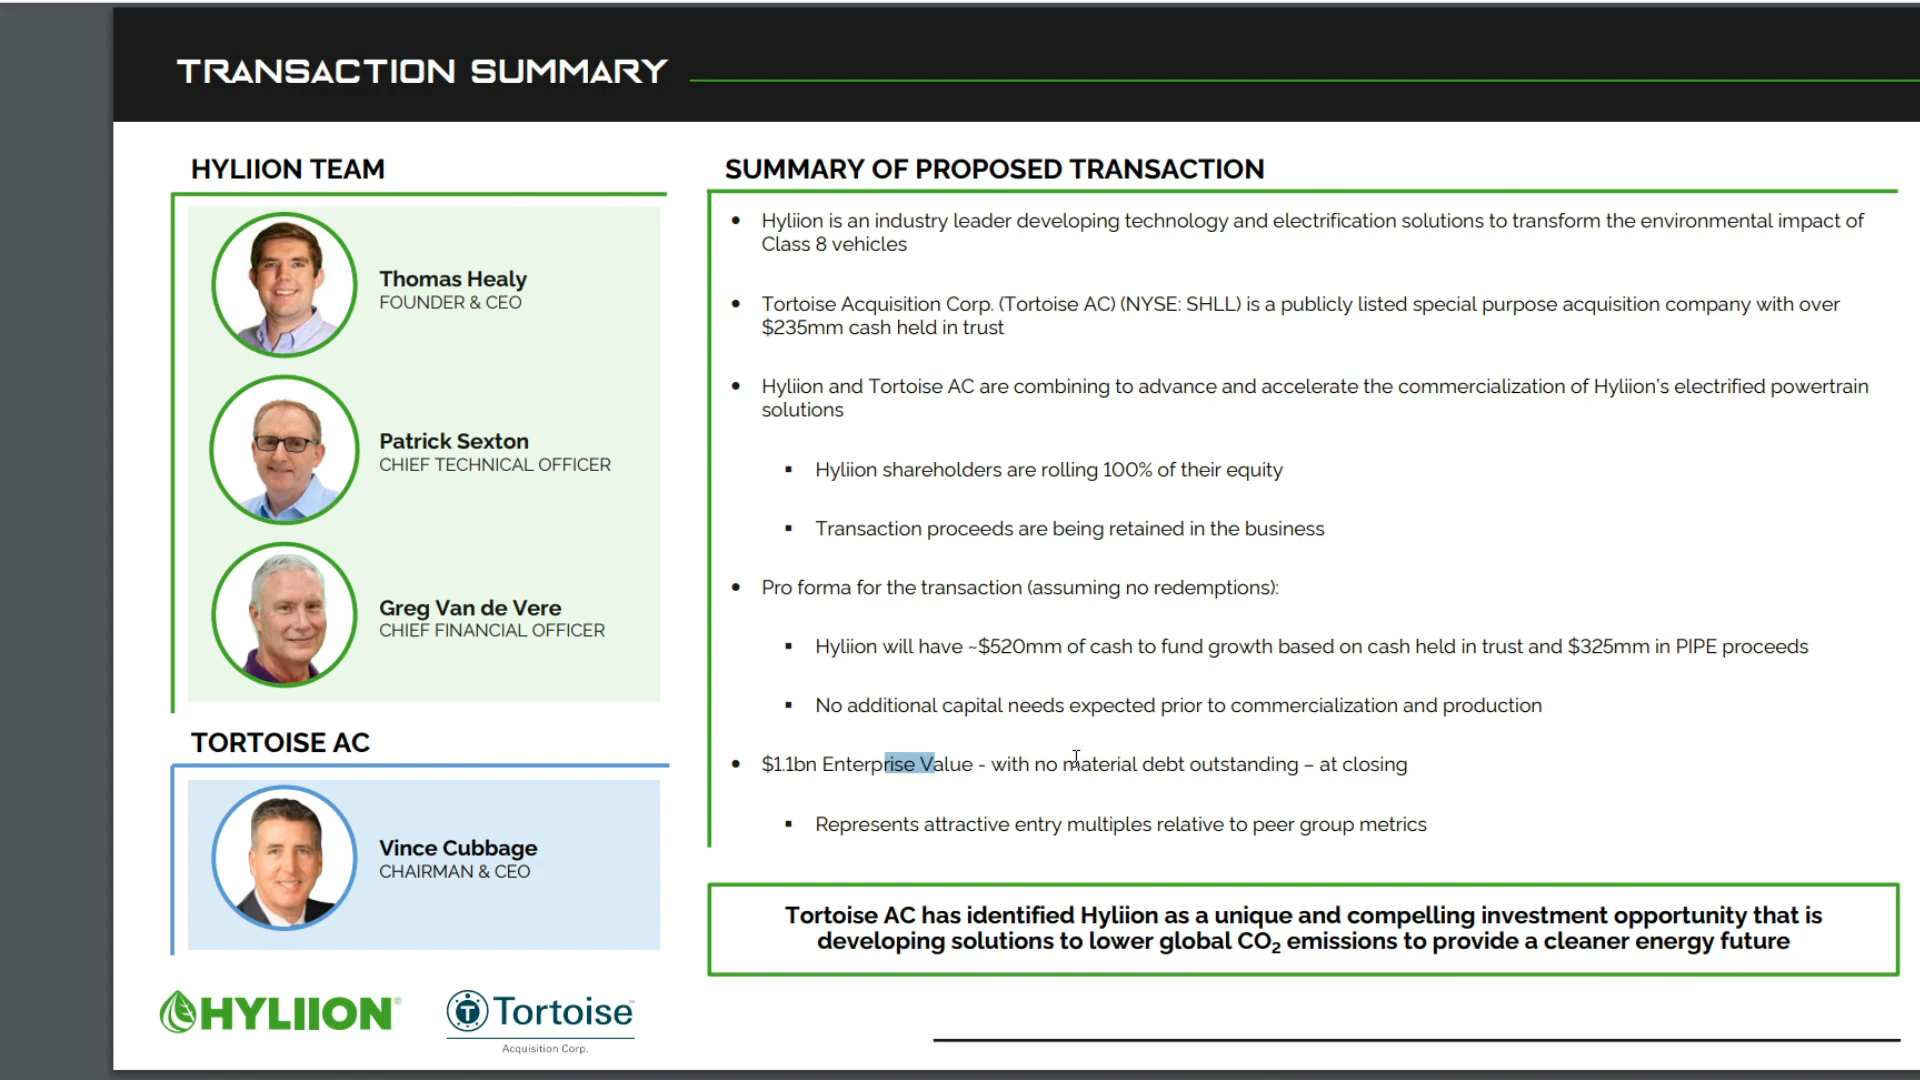 TRANSACTION SUMMARY
HYLIION TEAM
Thomas Healy
FOUNDER & CEO
Patrick Sexton
CHIEF TECHNICAL OFFICER
Greg Van de Vere
CHIEF FINANCIAL OFFICER
TORTOISE AC
Vince Cubbage
CHAIRMAN & CEO
HYLIION®
Tortoise
Acquisition Corp.
SUMMARY OF PROPOSED TRANSACTION
• Hyliion is an industry leader developing technology and electrification solutions to transform the environmental impact of
Class 8 vehicles
• Tortoise Acquisition Corp. (Tortoise AC) (NYSE: SHLL) is a publicly listed special purpose acquisition company with over
$235mm cash held in trust
• Hyliion and Tortoise AC are combining to advance and accelerate the commercialization of Hyliion’s electrified powertrain
solutions
▪ Hyliion shareholders are rolling 100% of their equity
▪ Transaction proceeds are being retained in the business
• Pro forma for the transaction (assuming no redemptions):
▪ Hyliion will have ~$520mm of cash to fund growth based on cash held in trust and $325mm in PIPE proceeds
▪ No additional capital needs expected prior to commercialization and production
• $1.1bn Enterprise Value - with no material debt outstanding – at closing
▪ Represents attractive entry multiples relative to peer group metrics
Tortoise AC has identified Hyliion as a unique and compelling investment opportunity that is
developing solutions to lower global CO₂ emissions to provide a cleaner energy future